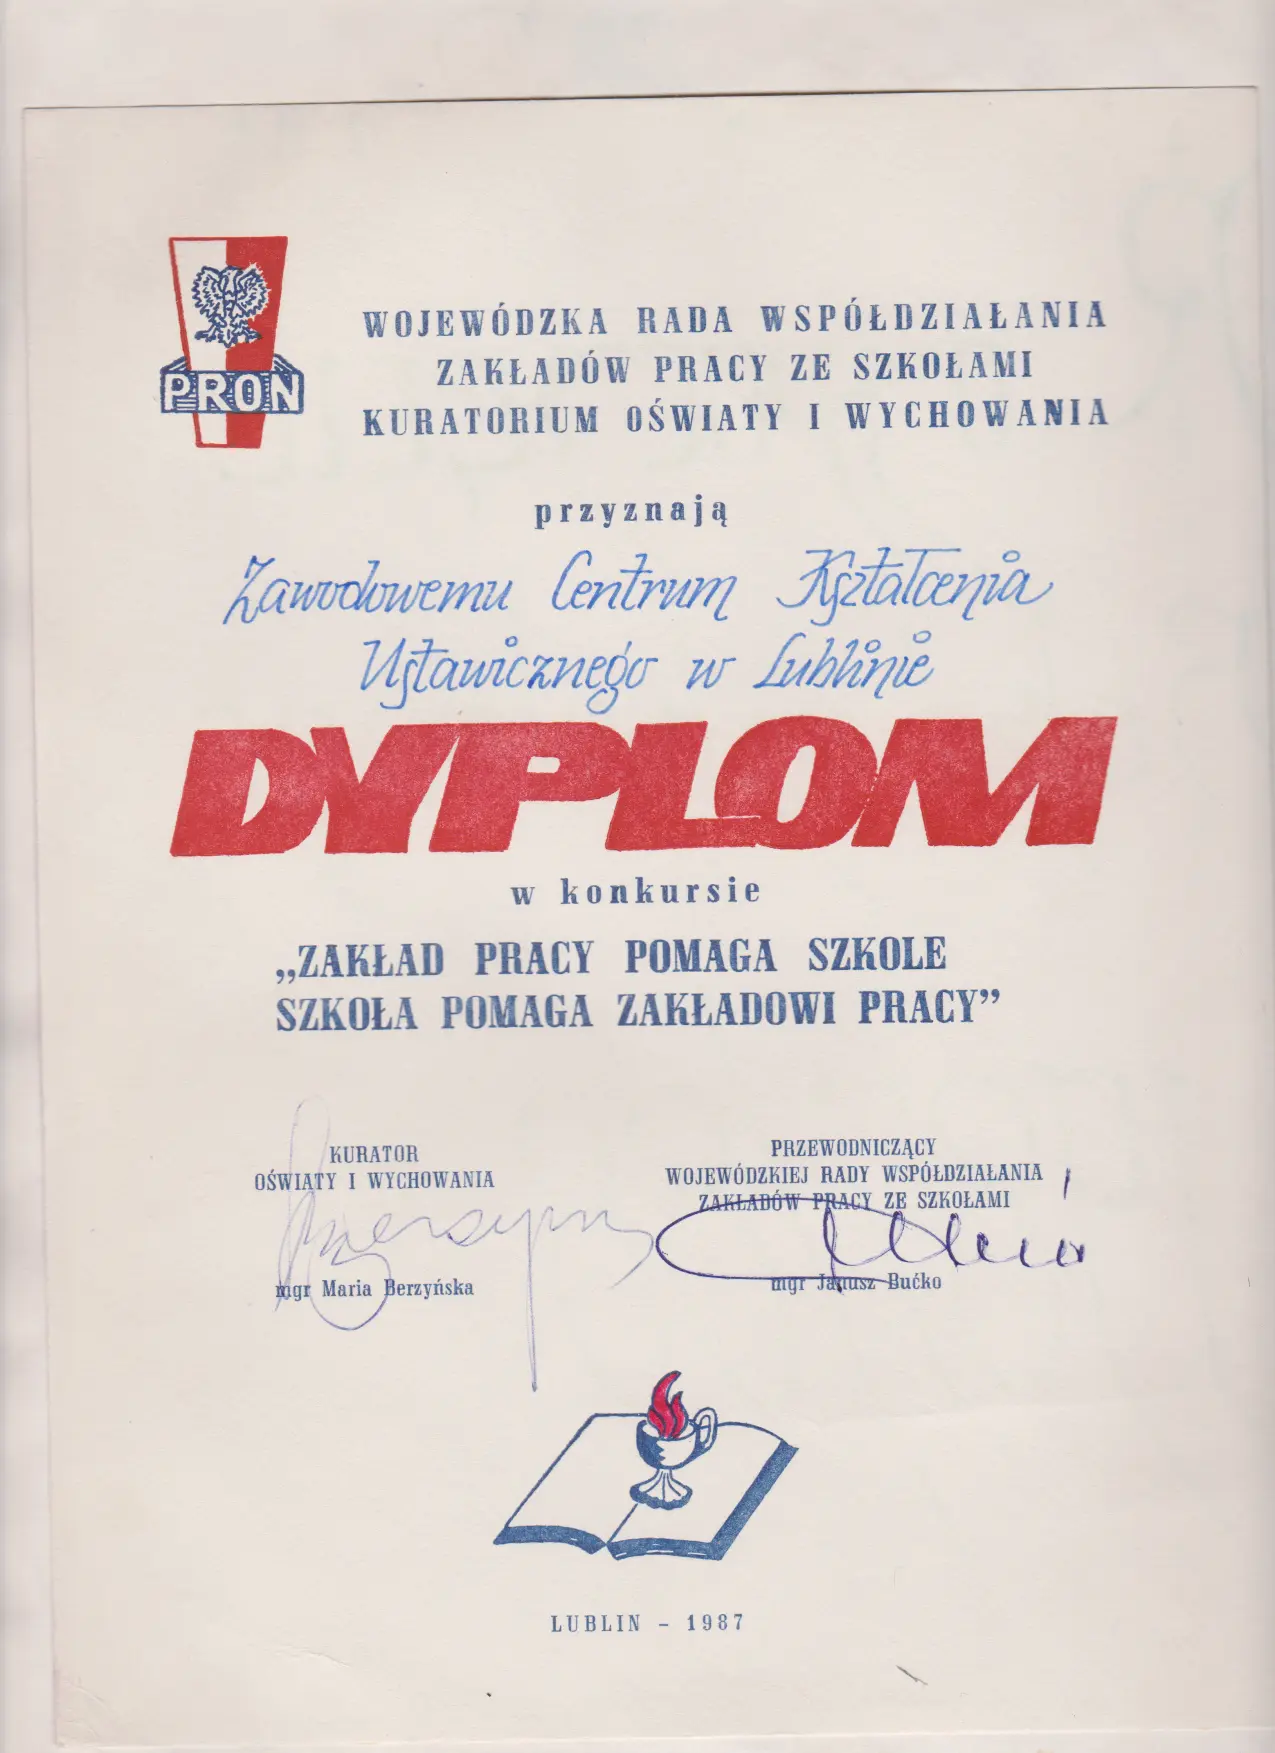 PRON
WOJEWÓDZKA RADA WSPÓŁDZIAŁANIA
ZAKŁADÓW PRACY ZE SZKOŁAMI
KURATORIUM OŚWIATY I WYCHOWANIA
przyznają
Zawodowemu Centrum Kształcenia
Ustawicznego w Lublinie
DYPLOM
w konkursie
„ZAKŁAD PRACY POMAGA SZKOLE
SZKOŁA POMAGA ZAKŁADOWI PRACY”
KURATOR
OŚWIATY I WYCHOWANIA
mgr Maria Berzyńska
PRZEWODNICZĄCY
WOJEWÓDZKIEJ RADY WSPÓŁDZIAŁANIA
ZAKŁADÓW PRACY ZE SZKOŁAMI
mgr Janusz Bućko
LUBLIN - 1987